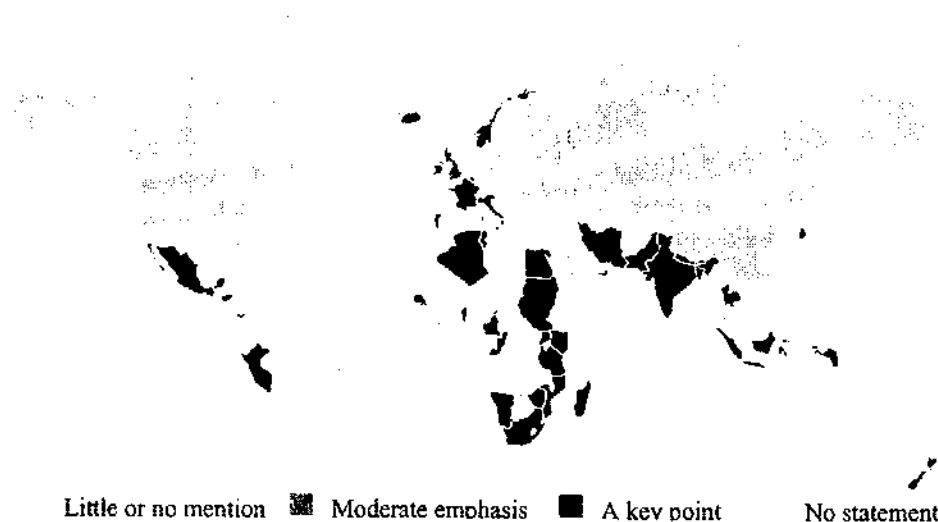 Little or no mention Moderate emphasis A key point No statement